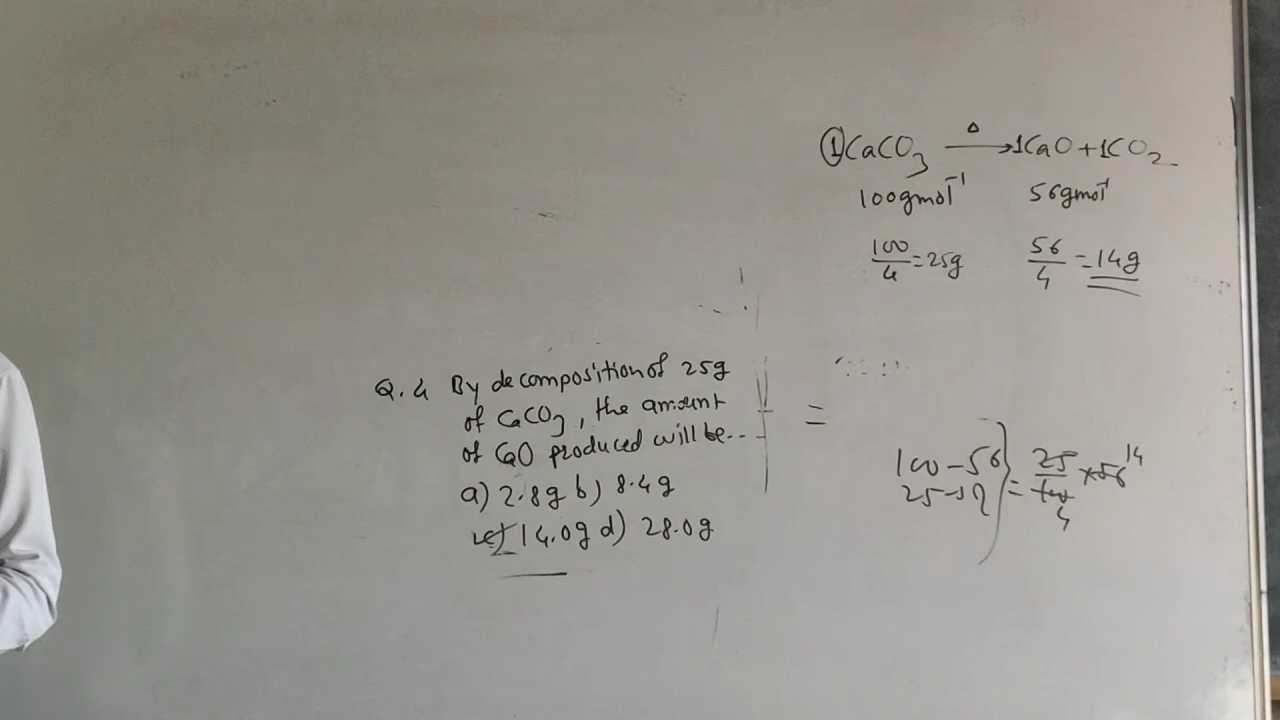 ①CaCO₃ —Δ→ 1CaO+1CO₂
100gmol⁻¹ 56gmol⁻¹
100/4=25g 56/4=14g
Q.4 By decomposition of 25g
of CaCO₃, the amount
of CaO produced will be...
a) 2.8g b) 8.4g
c) 14.0g d) 28.0g
=
100-56
25-?
} = 25/100 ×56 14
4